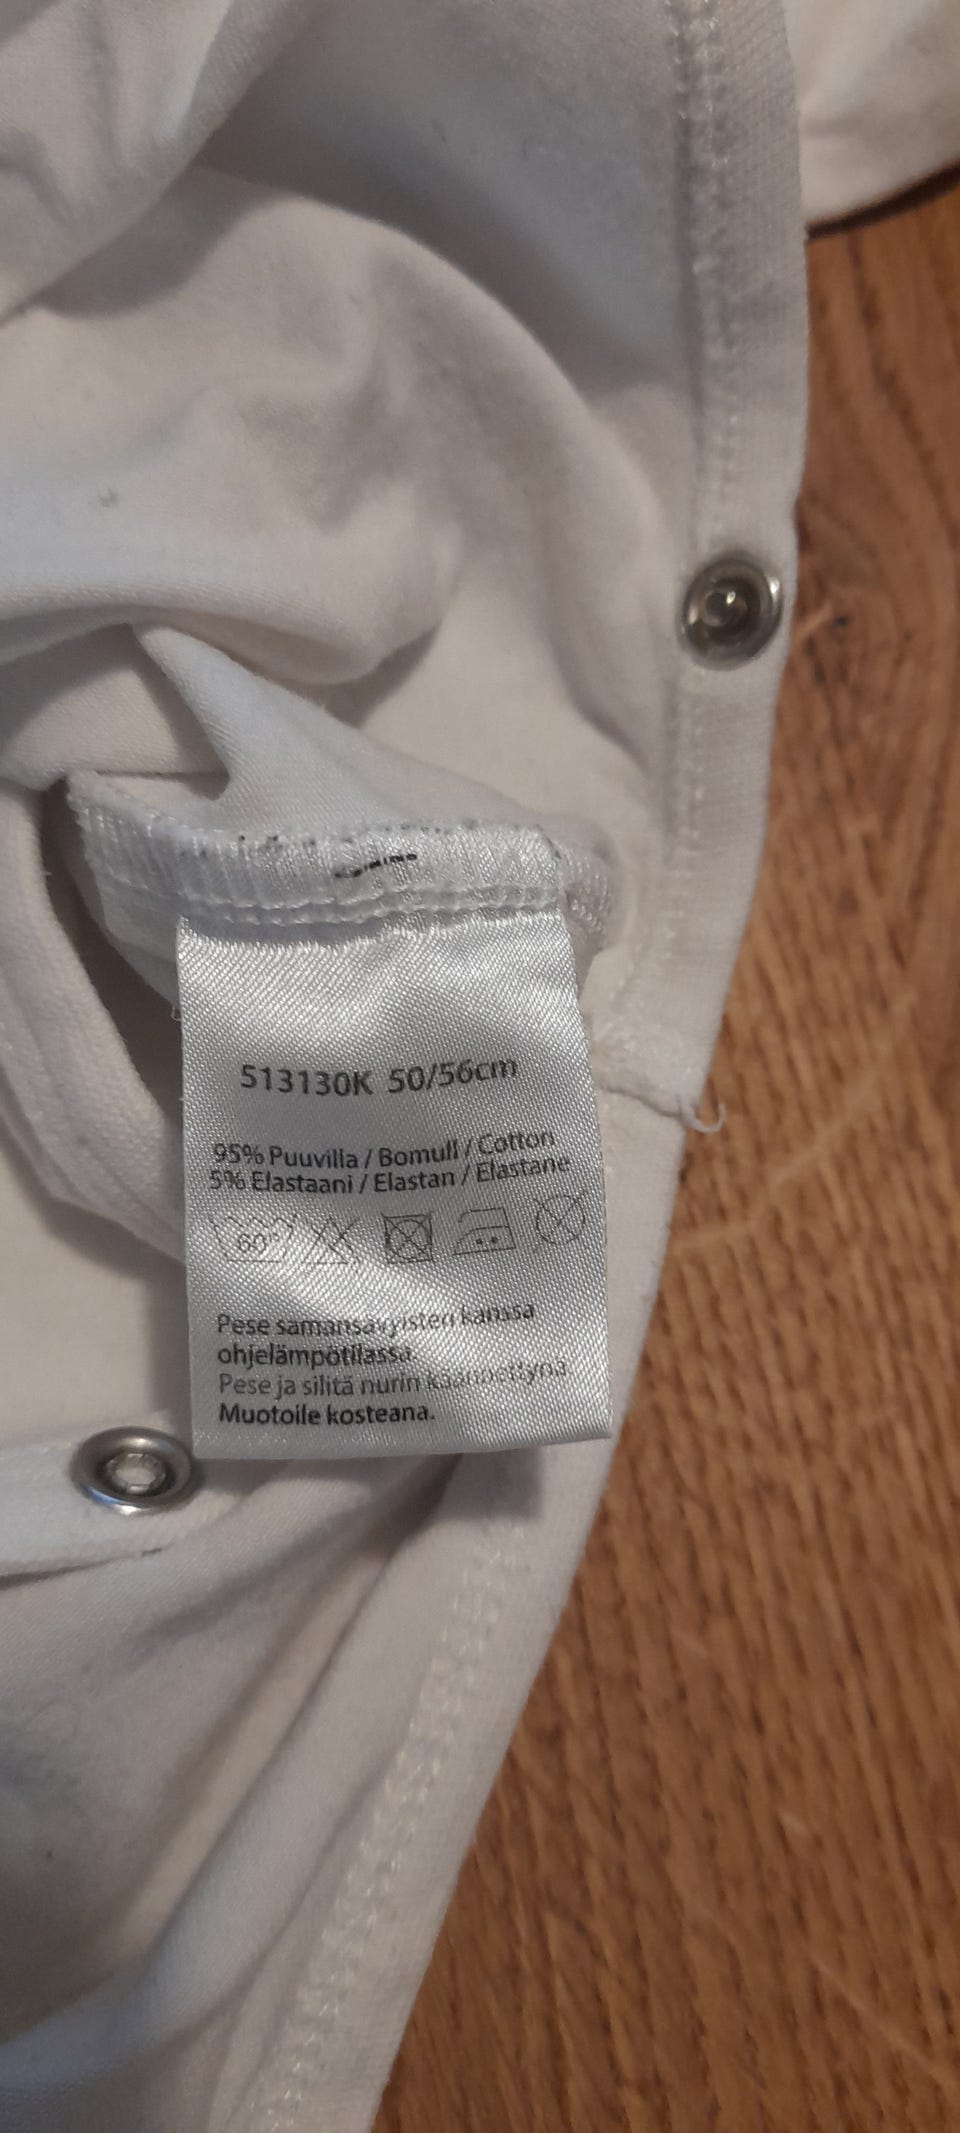 513130K 50/56cm
95% Puuvilla / Bomull / Cotton
5% Elastaani / Elastan / Elastane
60°
Pese samansävyisten kanssa
ohjelämpötilassa.
Pese ja silitä nurin käännettynä.
Muotoile kosteana.